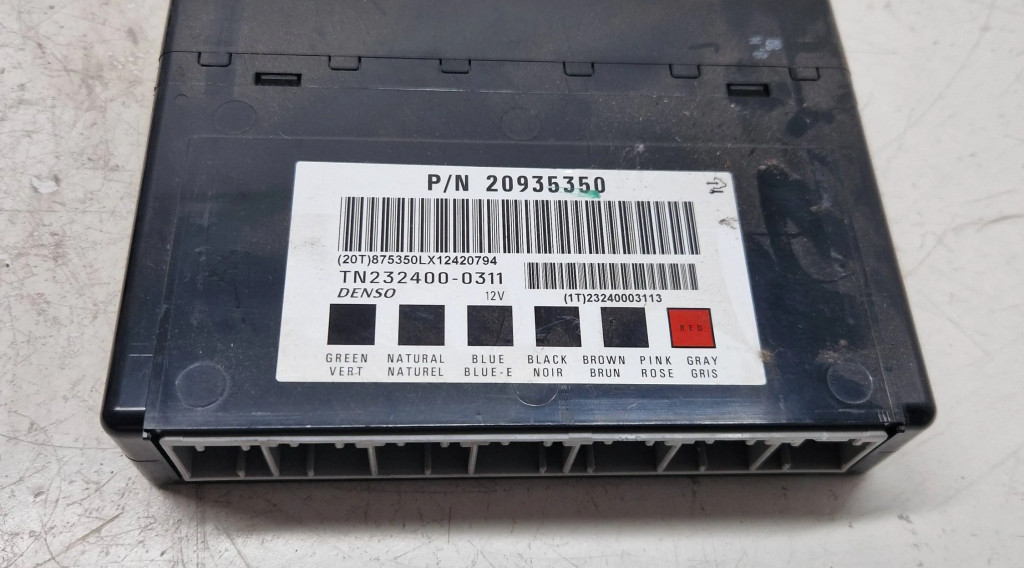 P/N 20935350
(20T)875350LX12420794
TN232400-0311
DENSO 12V
(1T)23240003113
RED
GREEN NATURAL BLUE BLACK BROWN PINK GRAY
VERT NATUREL BLUE-E NOIR BRUN ROSE GRIS